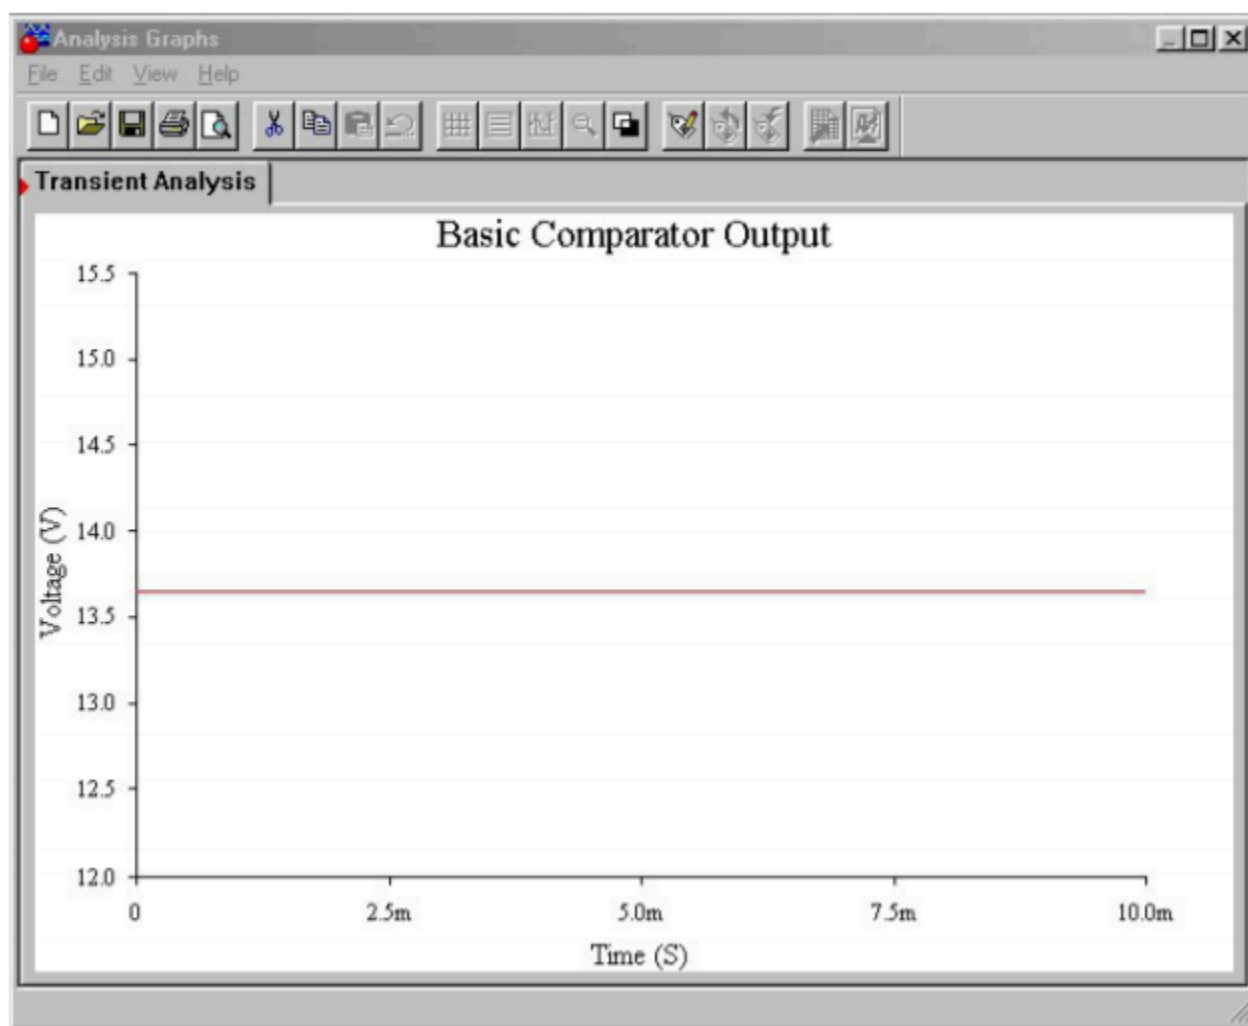 Analysis Graphs
File Edit View Help
Transient Analysis
Basic Comparator Output
15.5
15.0
14.5
14.0
13.5
13.0
12.5
12.0
Voltage (V)
0 2.5m 5.0m 7.5m 10.0m
Time (S)